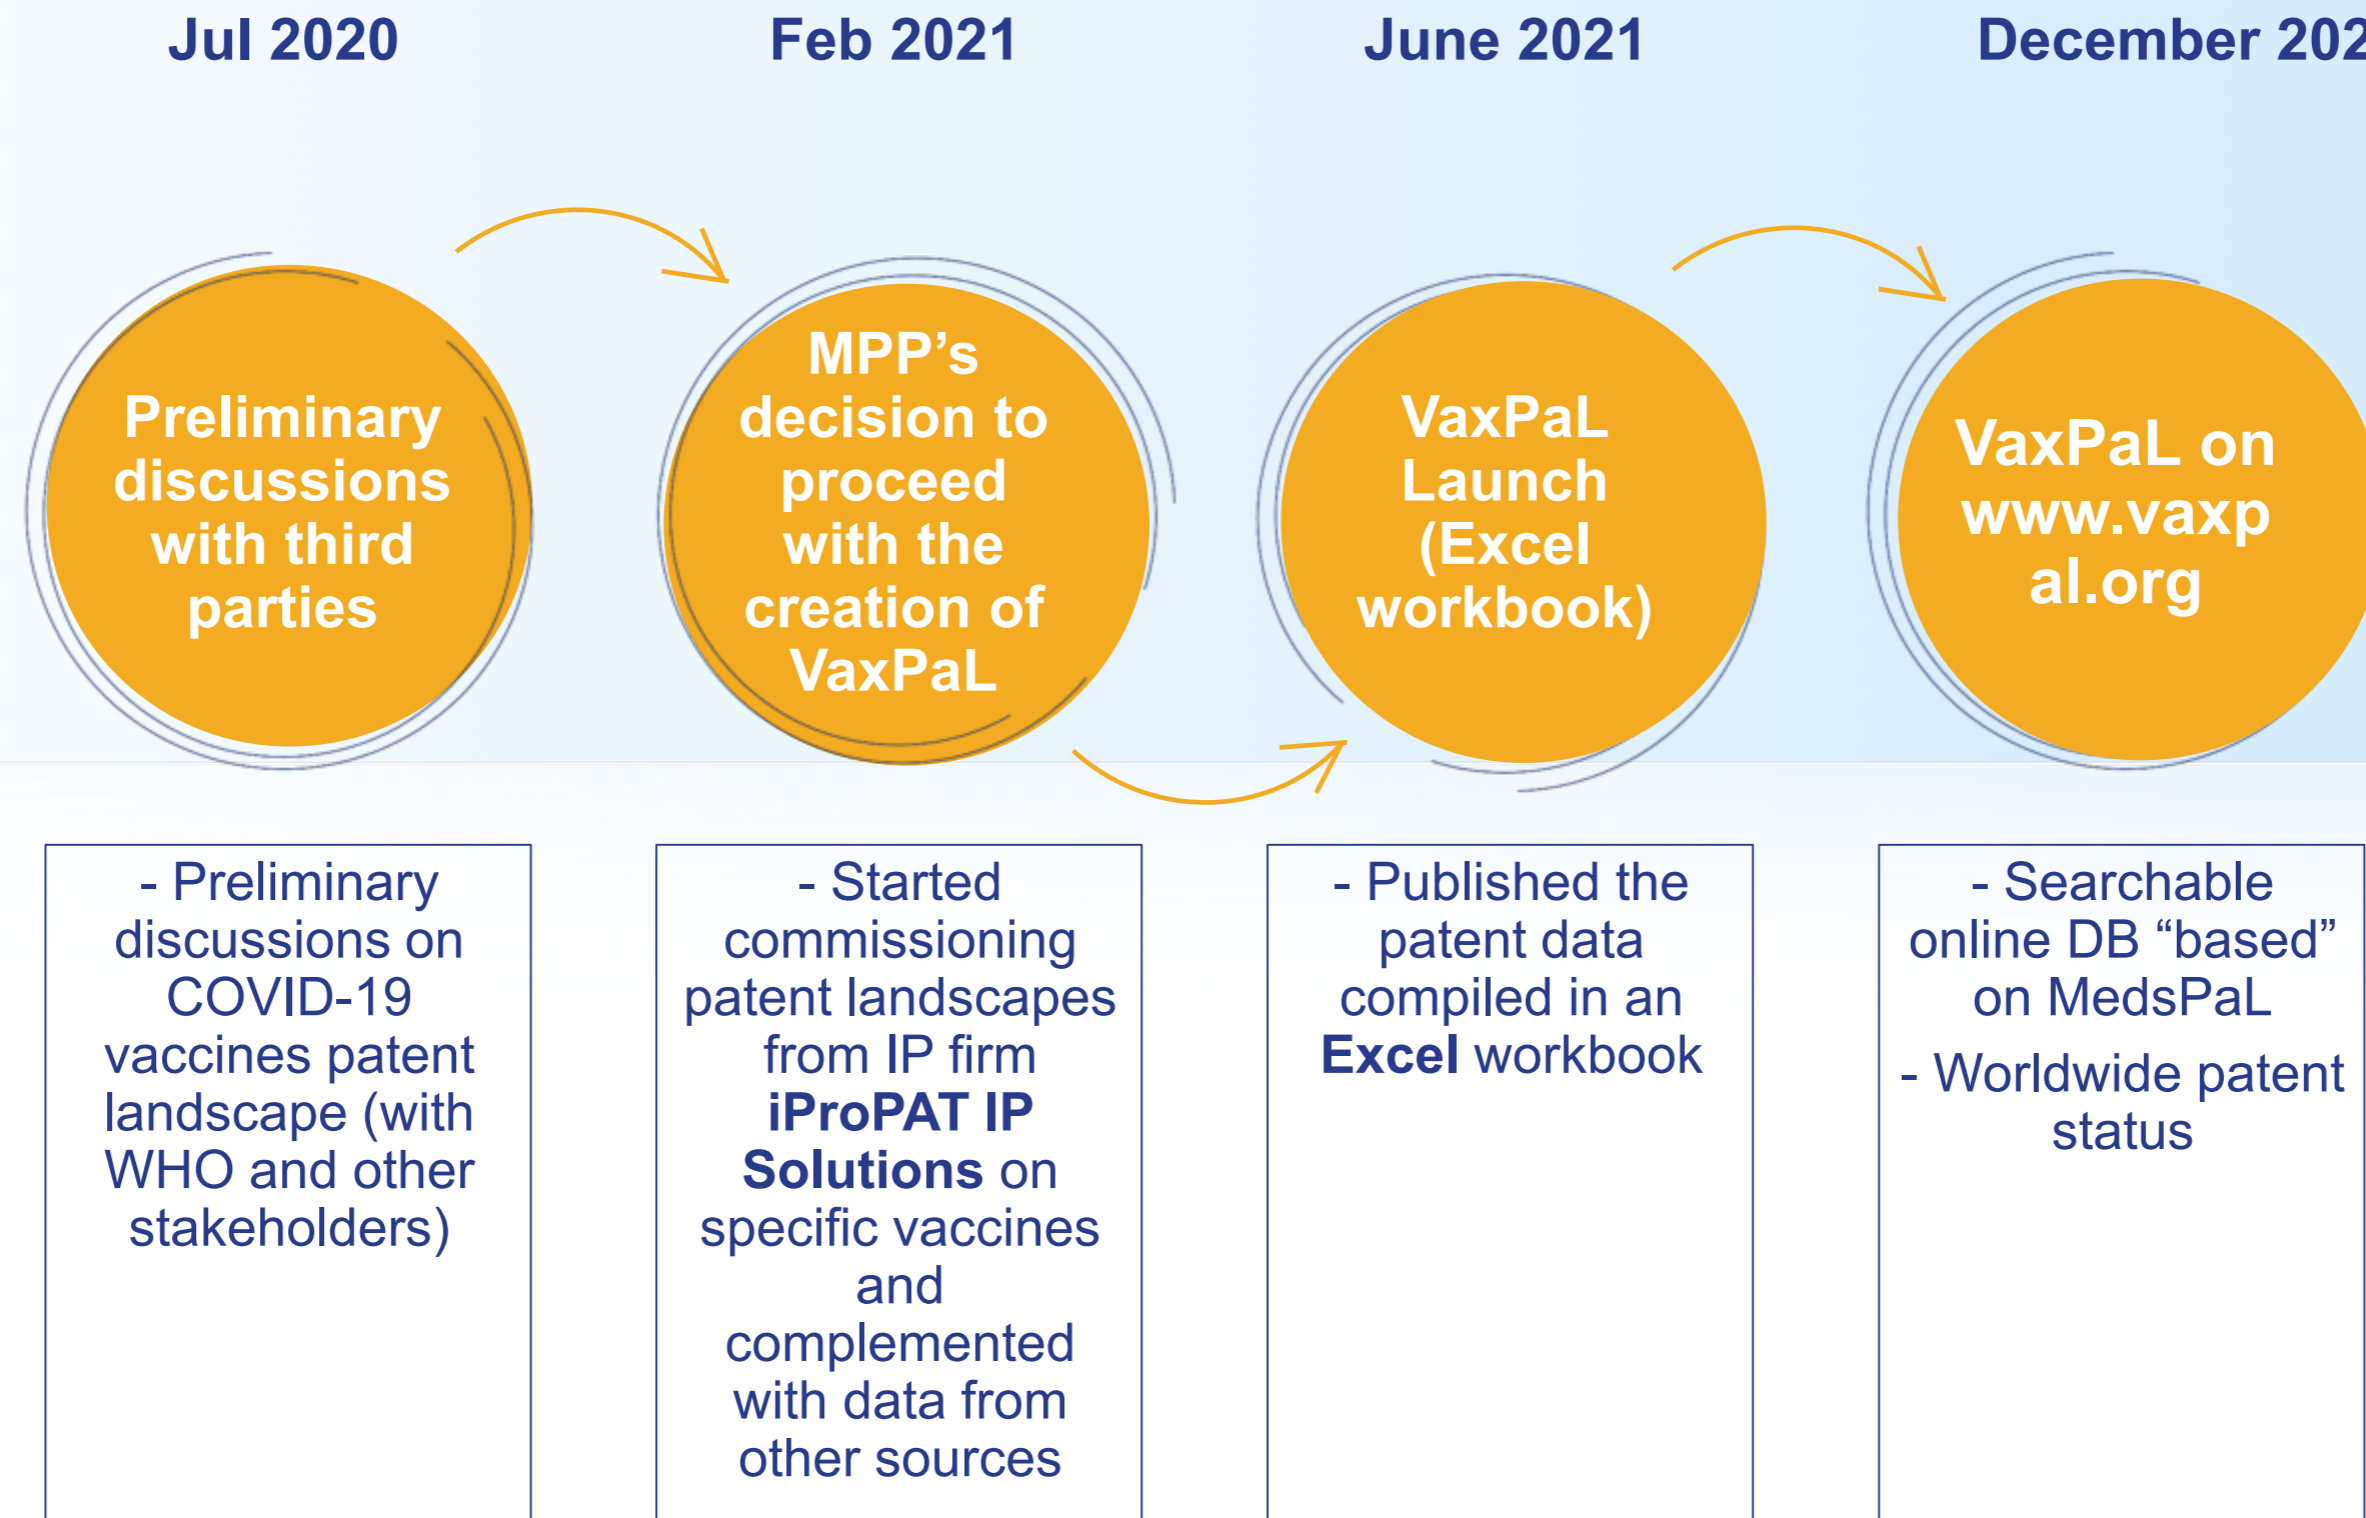 Jul 2020
Feb 2021
June 2021
December 202
Preliminary
discussions
with third
parties
MPP’s
decision to
proceed
with the
creation of
VaxPaL
VaxPaL
Launch
(Excel
workbook)
VaxPaL on
www.vaxp
al.org
- Preliminary
discussions on
COVID-19
vaccines patent
landscape (with
WHO and other
stakeholders)
- Started
commissioning
patent landscapes
from IP firm
iProPAT IP
Solutions on
specific vaccines
and
complemented
with data from
other sources
- Published the
patent data
compiled in an
Excel workbook
- Searchable
online DB “based”
on MedsPaL
- Worldwide patent
status